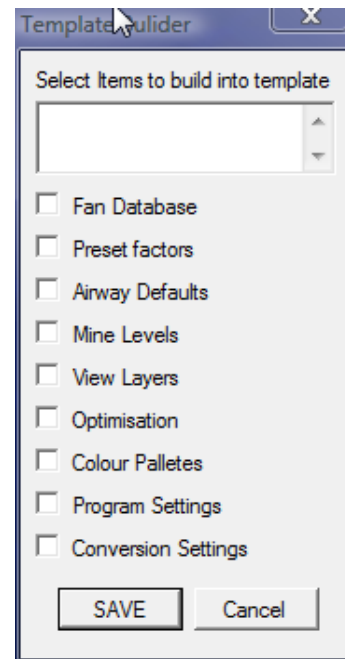 Template Bulider
Select Items to build into template
Fan Database
Preset factors
Airway Defaults
Mine Levels
View Layers
Optimisation
Colour Palletes
Program Settings
Conversion Settings
SAVE Cancel